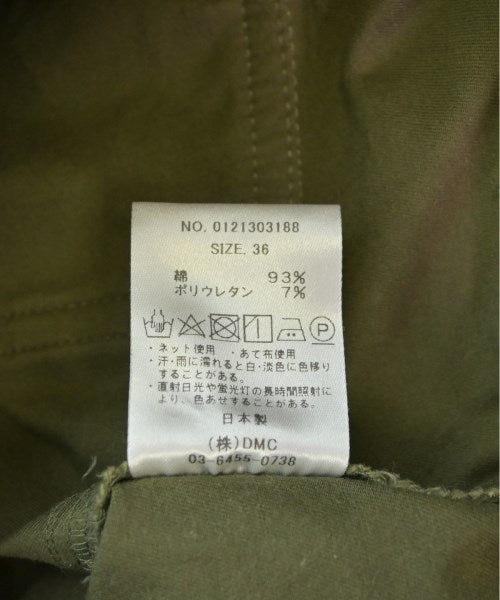 NO. 0121303188
SIZE. 36
綿 93%
ポリウレタン 7%
・ネット使用 ・あて布使用
・汗・雨に濡れると白・淡色に色移り
することがある。
・直射日光や蛍光灯の長時間照射に
より、色あせすることがある。
日本製
(株)DMC
03-6455-0738